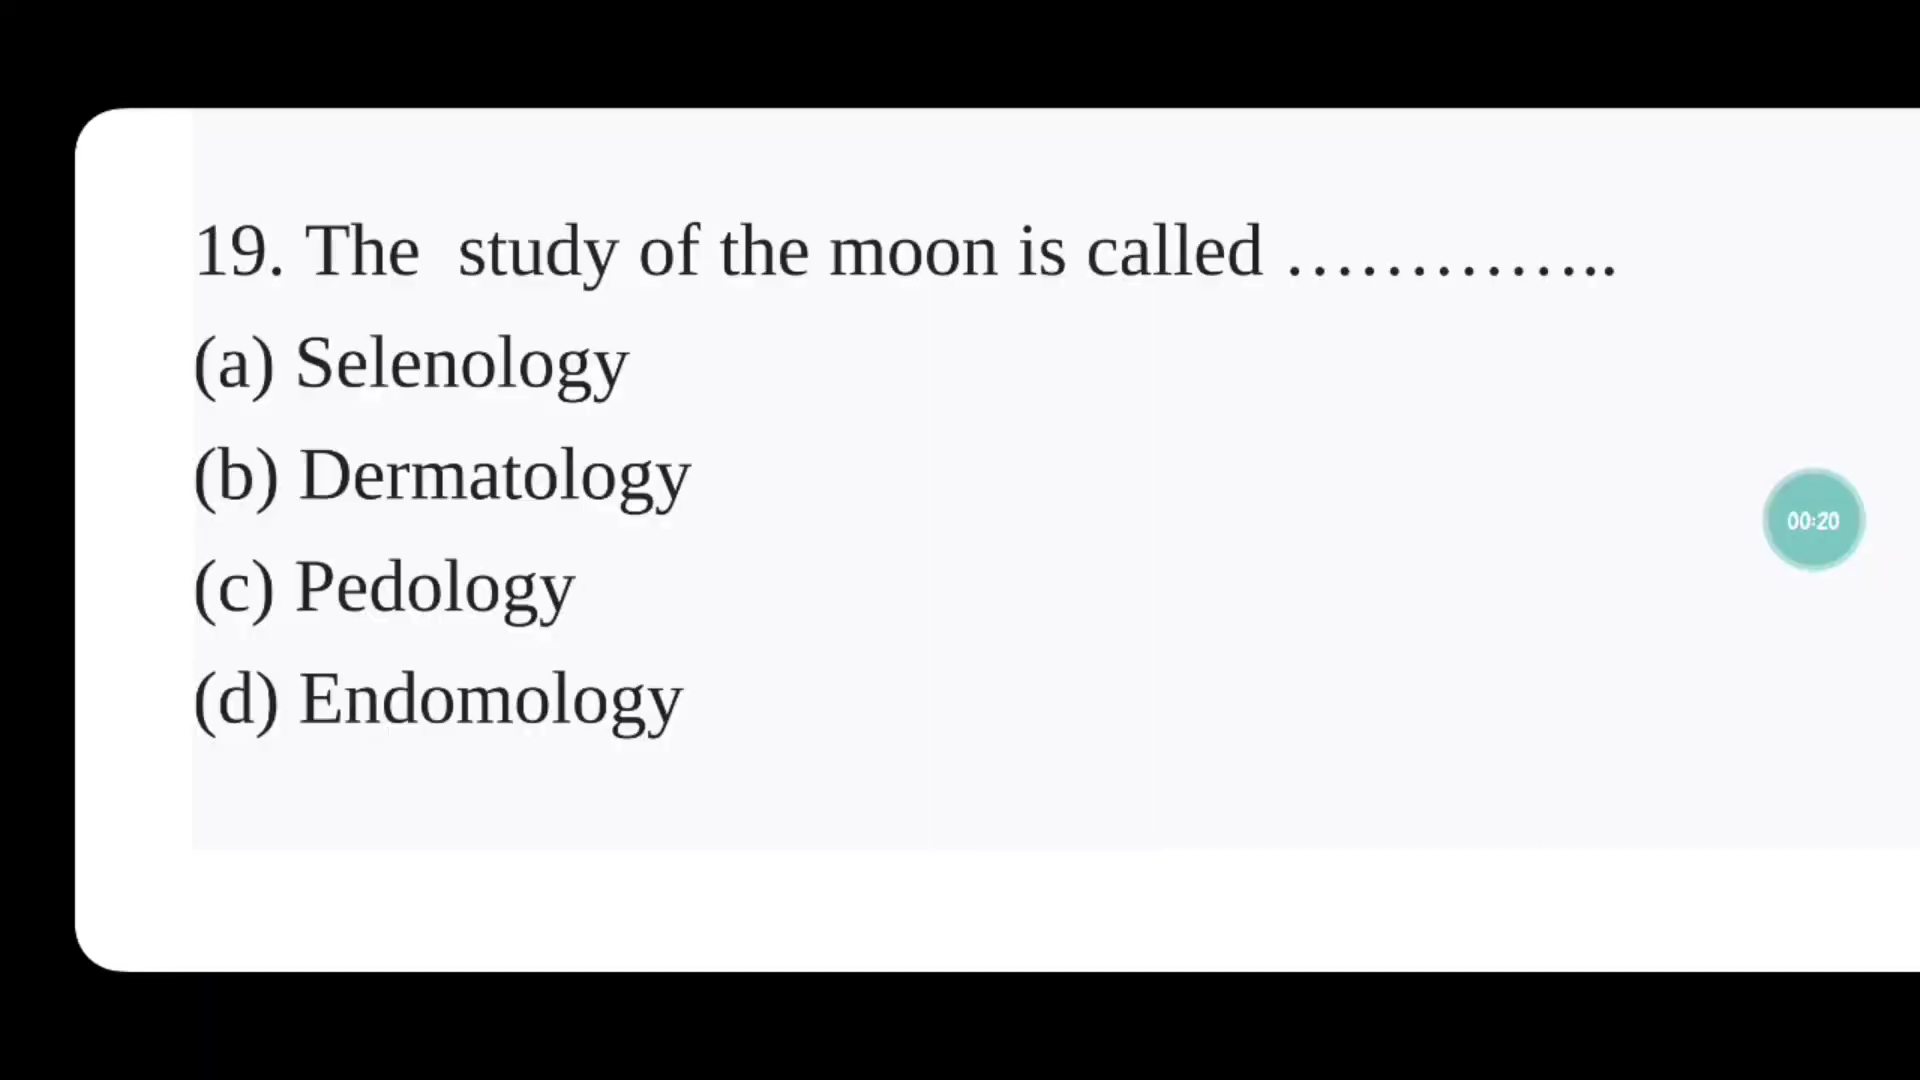 19. The  study of the moon is called …………..
(a) Selenology
(b) Dermatology
(c) Pedology
(d) Endomology
00:20